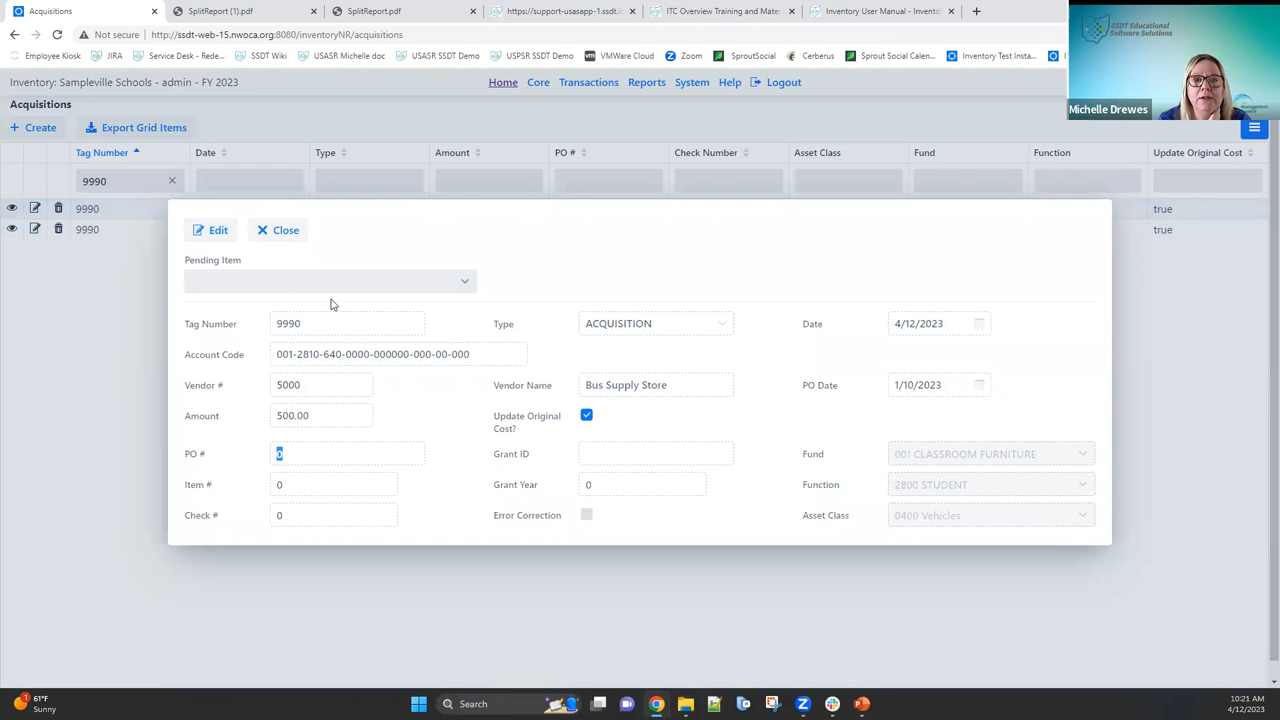 Acquisitions
SplitReport (1).pdf
SplitReport.pdf
https://support-usasapp-1.ssdt.i
ITC Overview Training and Mate
Inventory User Manual - Invento
Not secure http://ssdt-web-15.nwoca.org:8080/inventoryNR/acquisitions
Employee Kiosk JIRA Service Desk - Rede... SSDT Wiki USASR Michelle doc USASR SSDT Demo USPSR SSDT Demo VMWare Cloud Zoom SproutSocial Cerberus Sprout Social Calen... Inventory Test Insta...
SSDT Educational
Software Solutions
Michelle Drewes
Inventory: Sampleville Schools - admin - FY 2023
Home Core Transactions Reports System Help Logout
Acquisitions
+ Create Export Grid Items
Tag Number Date Type Amount PO # Check Number Asset Class Fund Function Update Original Cost
9990
9990 true
9990 true
Edit Close
Pending Item
Tag Number 9990 Type ACQUISITION Date 4/12/2023
Account Code 001-2810-640-0000-000000-000-00-000
Vendor # 5000 Vendor Name Bus Supply Store PO Date 1/10/2023
Amount 500.00 Update Original
Cost?
PO # 0 Grant ID Fund 001 CLASSROOM FURNITURE
Item # 0 Grant Year 0 Function 2800 STUDENT
Check # 0 Error Correction Asset Class 0400 Vehicles
1
61°F
Sunny
Search
10:21 AM
4/12/2023